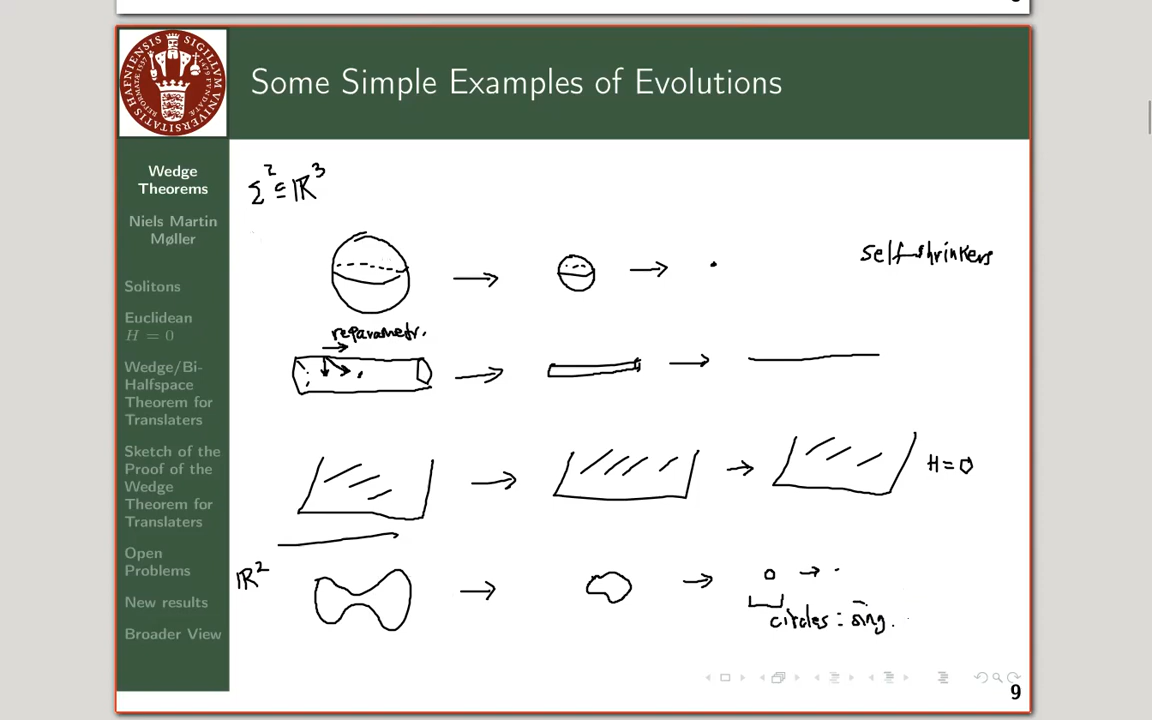 Some Simple Examples of Evolutions
Wedge
Theorems
Niels Martin
Møller
Solitons
Euclidean
H = 0
Wedge/Bi-
Halfspace
Theorem for
Translaters
Sketch of the
Proof of the
Wedge
Theorem for
Translaters
Open
Problems
New results
Broader View
Σ² ⊆ ℝ³
self-shrinkers
reparametr.
H = 0
ℝ²
circles = sing.
9